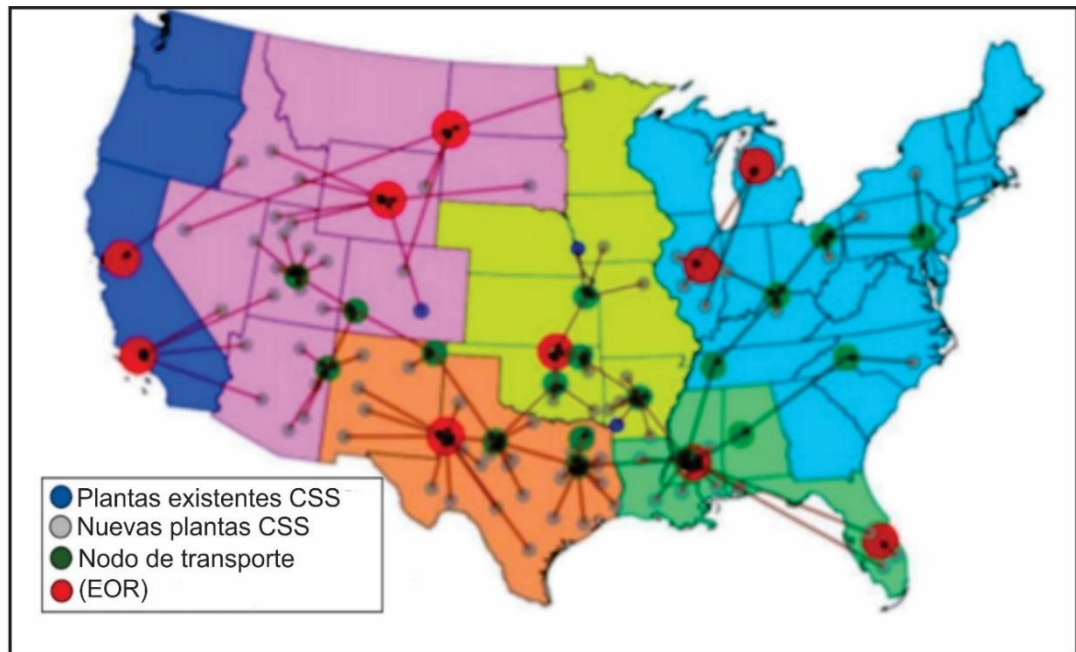 Plantas existentes CSS
Nuevas plantas CSS
Nodo de transporte
(EOR)